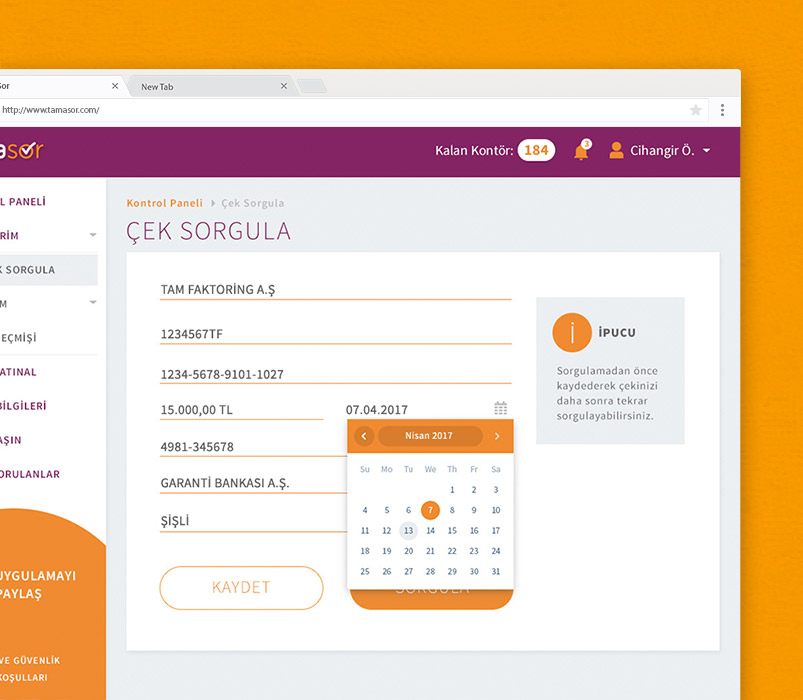 Sor
New Tab
http://www.tamasor.com/
asor
Kalan Kontör: 184
3
Cihangir Ö.
L PANELİ
RİM
K SORGULA
M
EÇMİŞİ
ATINAL
BİLGİLERİ
AŞIN
ORULANLAR
UYGULAMAYI
PAYLAŞ
VE GÜVENLİK
KOŞULLARI
Kontrol Paneli Çek Sorgula
ÇEK SORGULA
TAM FAKTORİNG A.Ş
1234567TF
1234-5678-9101-1027
15.000,00 TL
07.04.2017
4981-345678
GARANTİ BANKASI A.Ş.
ŞİŞLİ
Nisan 2017
Su Mo Tu We Th Fr Sa
1 2 3
4 5 6 7 8 9 10
11 12 13 14 15 16 17
18 19 20 21 22 23 24
25 26 27 28 29 30 31
KAYDET
SORGULA
i
İPUCU
Sorgulamadan önce
kaydederek çekinizi
daha sonra tekrar
sorgulayabilirsiniz.